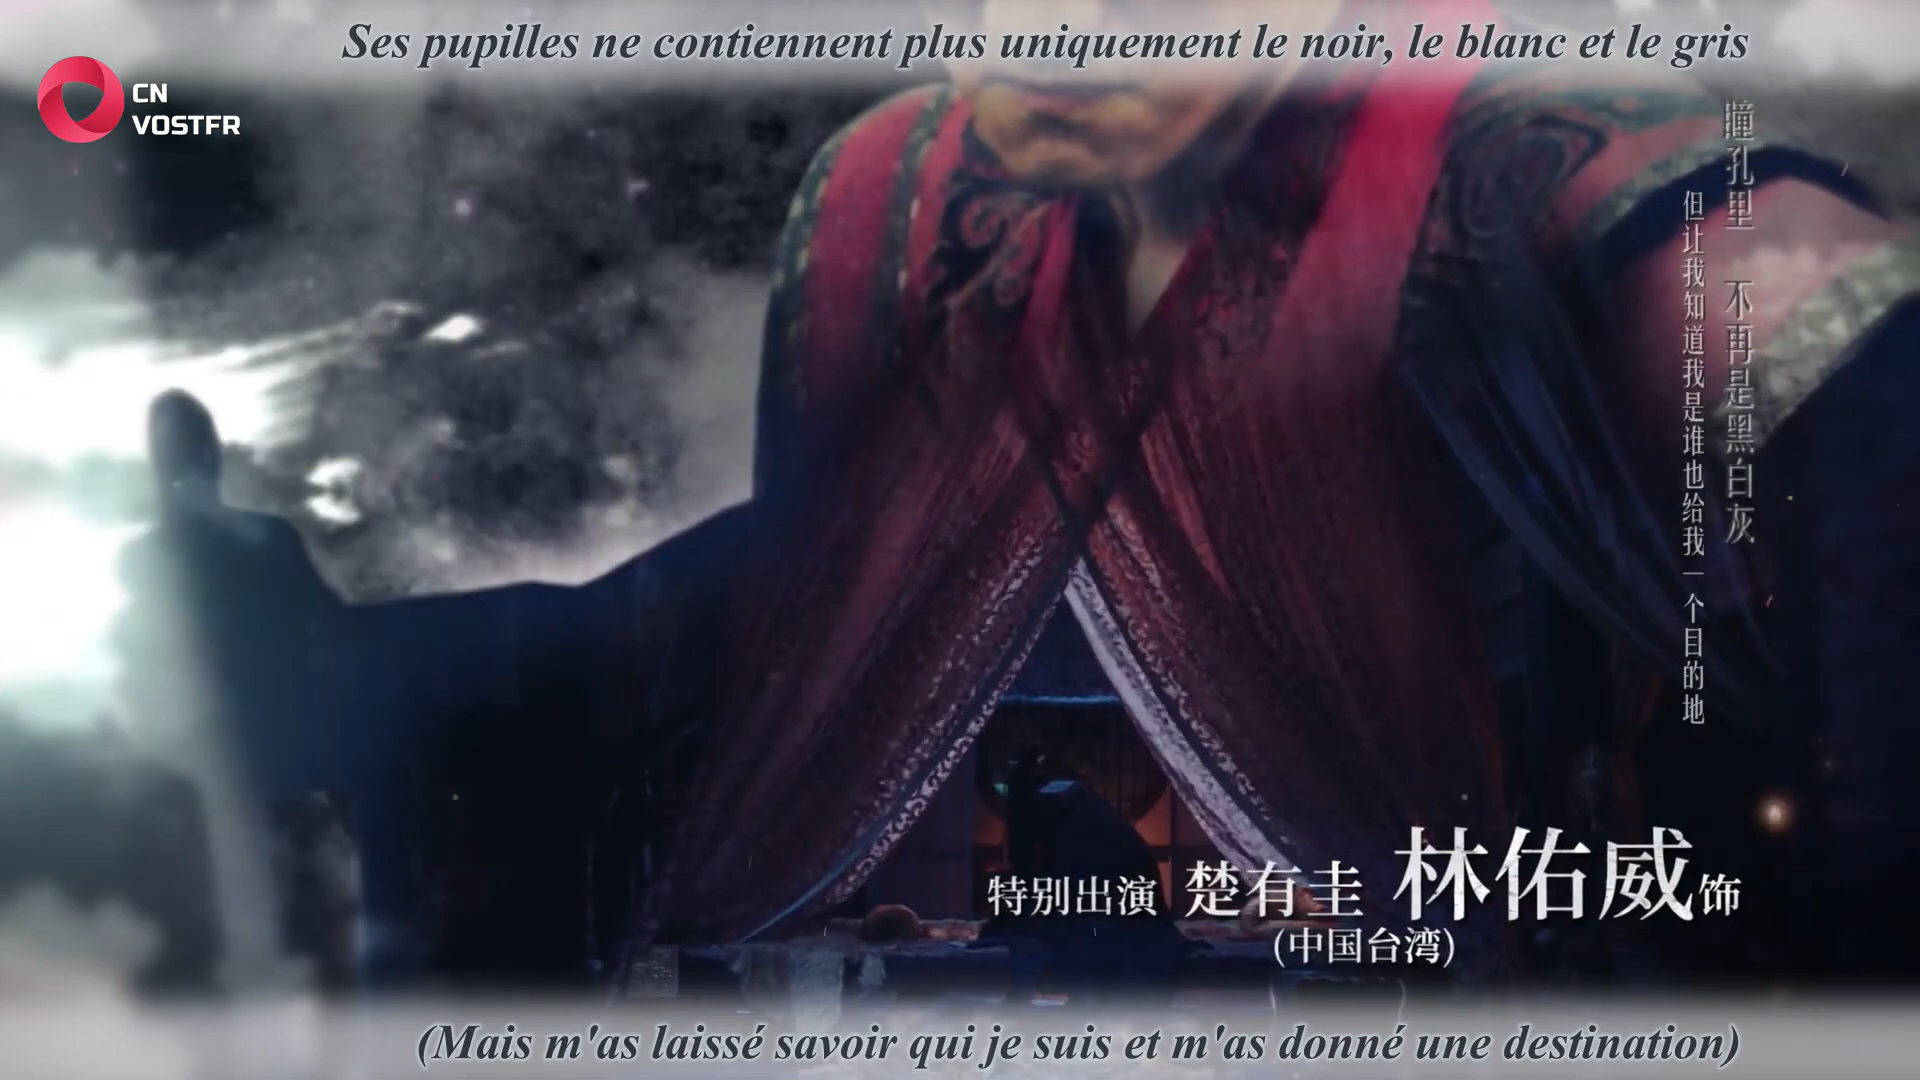 Ses pupilles ne contiennent plus uniquement le noir, le blanc et le gris
CN
VOSTFR
瞳孔里 不再是黑白灰
但让我知道我是谁也给我一个目的地
特别出演 楚有圭 林佑威 饰
(中国台湾)
(Mais m'as laissé savoir qui je suis et m'as donné une destination)